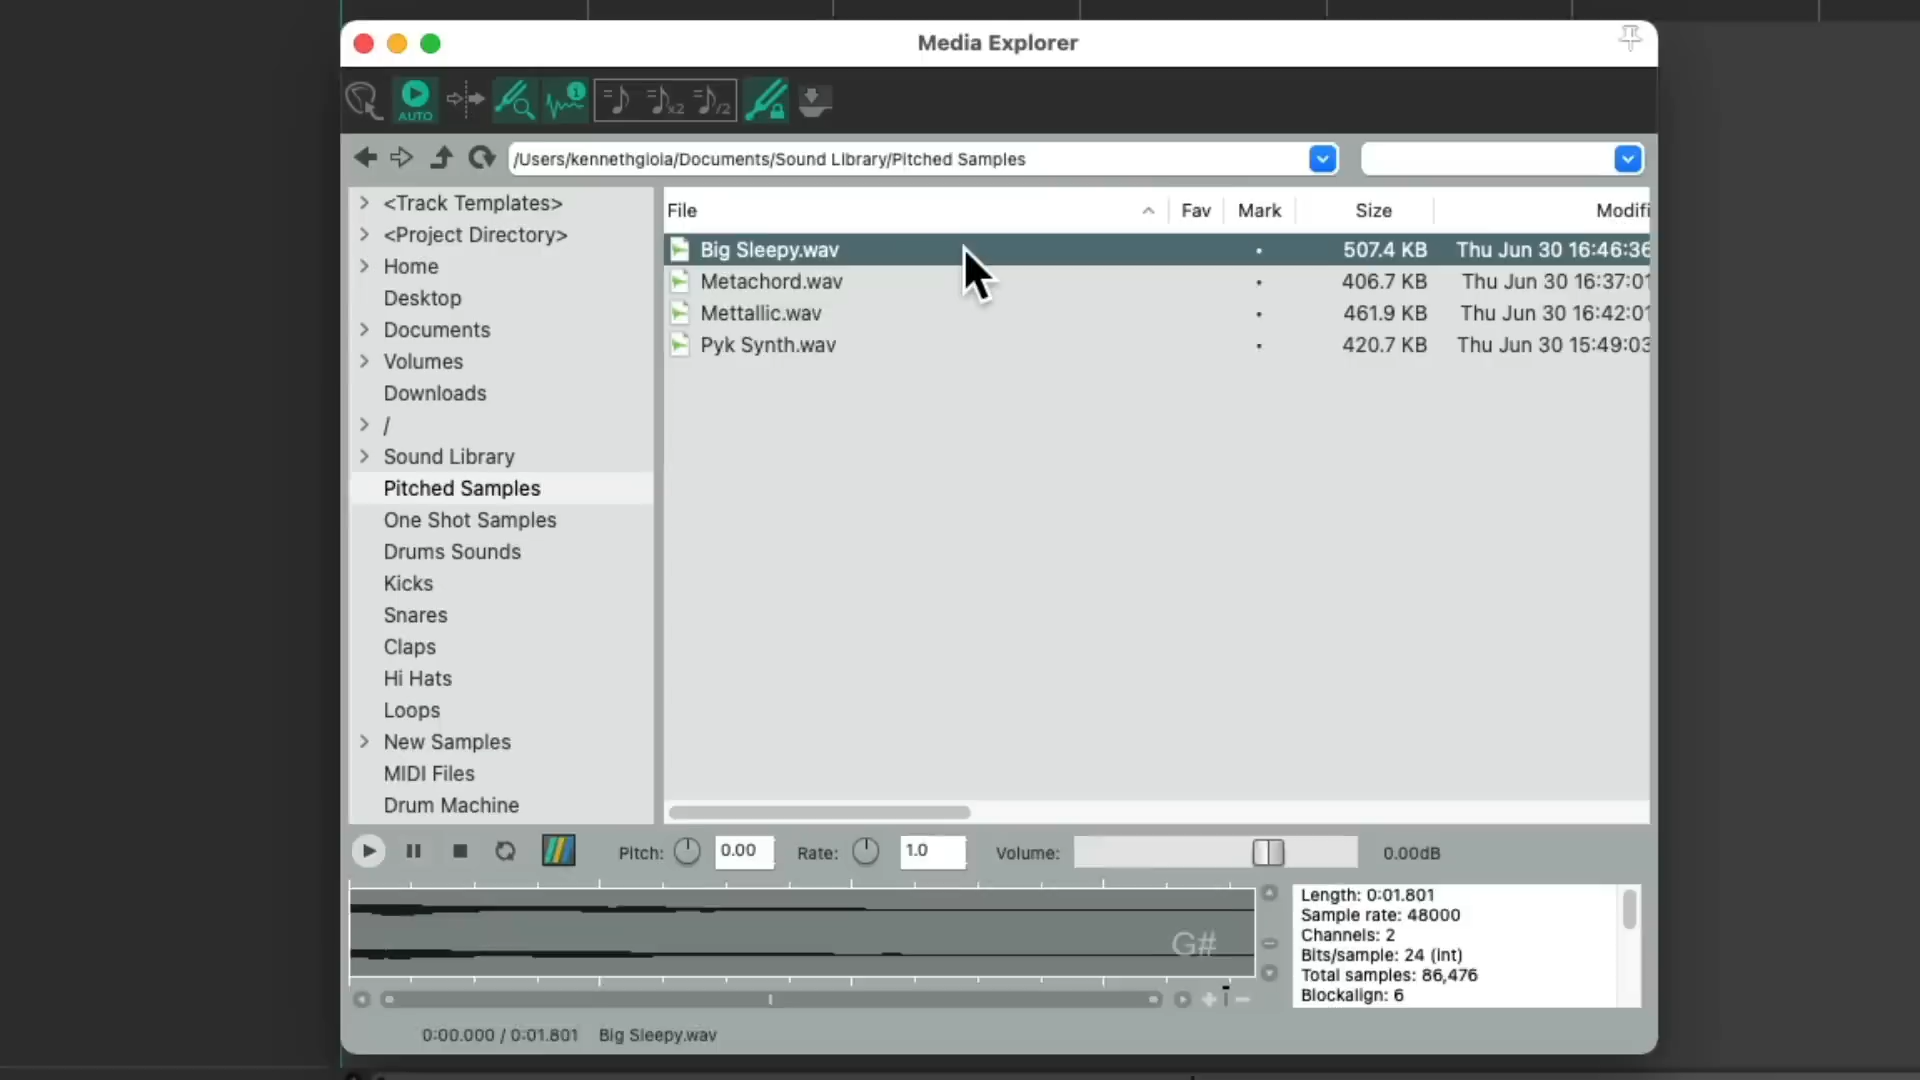 Media Explorer
AUTO
x2
/2
/Users/kennethgiola/Documents/Sound Library/Pitched Samples
<Track Templates>
<Project Directory>
Home
Desktop
Documents
Volumes
Downloads
/
Sound Library
Pitched Samples
One Shot Samples
Drums Sounds
Kicks
Snares
Claps
Hi Hats
Loops
New Samples
MIDI Files
Drum Machine
File Fav Mark Size Modifi
Big Sleepy.wav 507.4 KB Thu Jun 30 16:46:36
Metachord.wav 406.7 KB Thu Jun 30 16:37:01
Mettallic.wav 461.9 KB Thu Jun 30 16:42:01
Pyk Synth.wav 420.7 KB Thu Jun 30 15:49:03
Pitch: 0.00 Rate: 1.0 Volume: 0.00dB
G#
Length: 0:01.801
Sample rate: 48000
Channels: 2
Bits/sample: 24 (int)
Total samples: 86,476
Blockalign: 6
0:00.000 / 0:01.801 Big Sleepy.wav